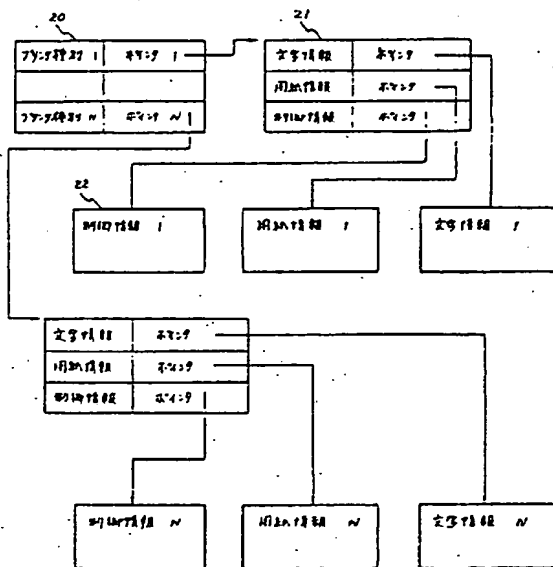 20
21
プリンタ種別 1 ポインタ 1
プリンタ種別 N ポインタ N
文字情報 ポインタ
用紙情報 ポインタ
制御情報 ポインタ
22
制御情報 1
用紙情報 1
文字情報 1
文字情報 ポインタ
用紙情報 ポインタ
制御情報 ポインタ
制御情報 N
用紙情報 N
文字情報 N